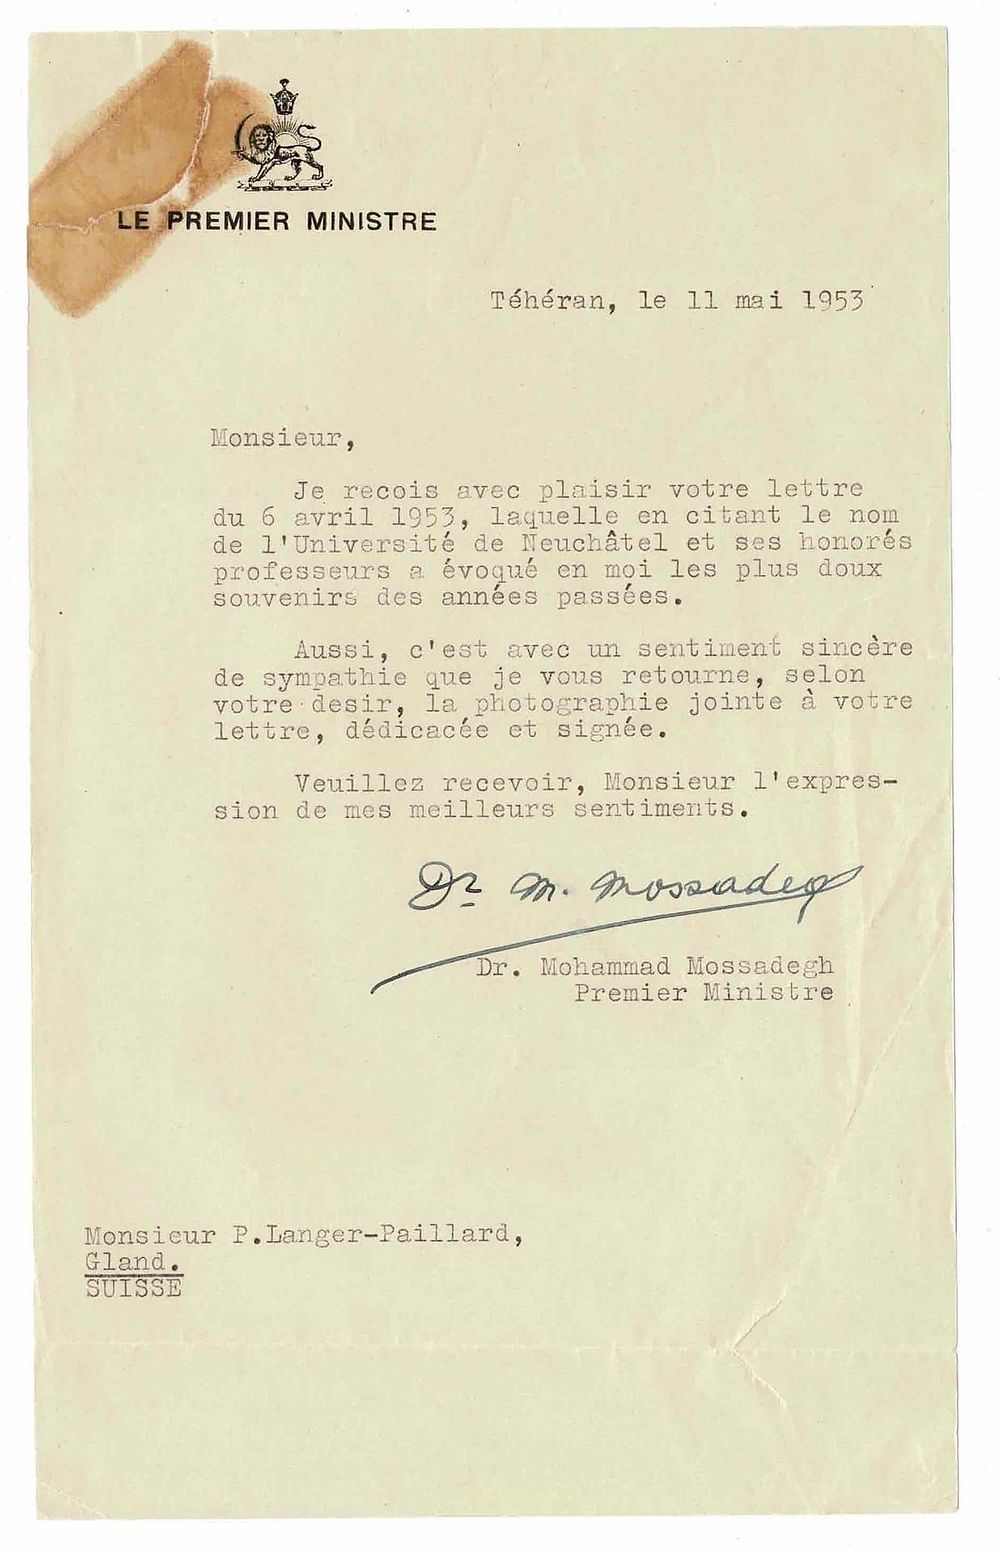 LE PREMIER MINISTRE
Téhéran, le 11 mai 1953
Monsieur,
Je recois avec plaisir votre lettre
du 6 avril 1953, laquelle en citant le nom
de l'Université de Neuchâtel et ses honorés
professeurs a évoqué en moi les plus doux
souvenirs des années passées.
Aussi, c'est avec un sentiment sincère
de sympathie que je vous retourne, selon
votre desir, la photographie jointe à votre
lettre, dédicacée et signée.
Veuillez recevoir, Monsieur l'expres-
sion de mes meilleurs sentiments.
Dr M. Mossadegh
Dr. Mohammad Mossadegh
Premier Ministre
Monsieur P.Langer-Paillard,
Gland.
SUISSE